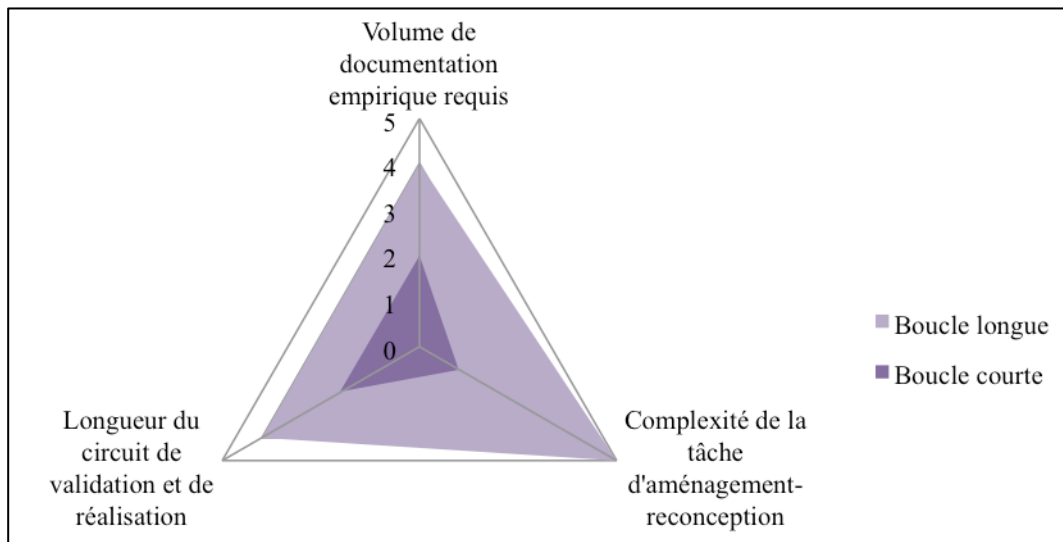 Volume de
documentation
empirique requis
5
4
3
2
1
0
Longueur du
circuit de
validation et de
réalisation
Complexité de la
tâche
d'aménagement-
reconception
Boucle longue
Boucle courte